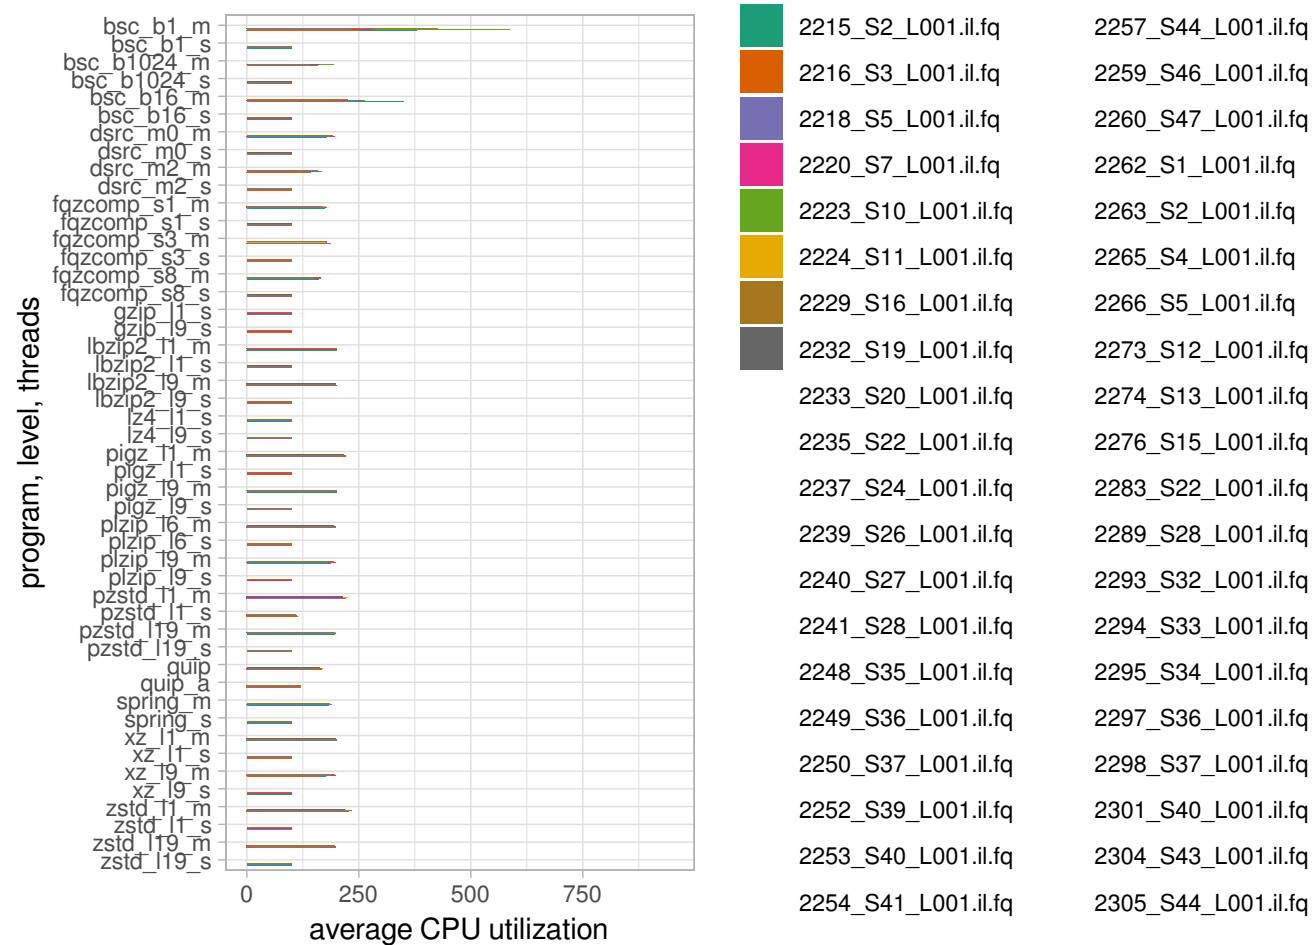 program, level, threads
bsc_b1_m
bsc_b1_s
bsc_b1024_m
bsc_b1024_s
bsc_b16_m
bsc_b16_s
dsrc_m0_m
dsrc_m0_s
dsrc_m2_m
dsrc_m2_s
fqzcomp_s1_m
fqzcomp_s1_s
fqzcomp_s3_m
fqzcomp_s3_s
fqzcomp_s8_m
fqzcomp_s8_s
gzip_l1_s
gzip_l9_s
lbzip2_l1_m
lbzip2_l1_s
lbzip2_l9_m
lbzip2_l9_s
lz4_l1_s
lz4_l9_s
pigz_l1_m
pigz_l1_s
pigz_l9_m
pigz_l9_s
plzip_l6_m
plzip_l6_s
plzip_l9_m
plzip_l9_s
pzstd_l1_m
pzstd_l1_s
pzstd_l19_m
pzstd_l19_s
quip
quip_a
spring_m
spring_s
xz_l1_m
xz_l1_s
xz_l9_m
xz_l9_s
zstd_l1_m
zstd_l1_s
zstd_l19_m
zstd_l19_s
0 250 500 750
average CPU utilization
2215_S2_L001.il.fq
2216_S3_L001.il.fq
2218_S5_L001.il.fq
2220_S7_L001.il.fq
2223_S10_L001.il.fq
2224_S11_L001.il.fq
2229_S16_L001.il.fq
2232_S19_L001.il.fq
2233_S20_L001.il.fq
2235_S22_L001.il.fq
2237_S24_L001.il.fq
2239_S26_L001.il.fq
2240_S27_L001.il.fq
2241_S28_L001.il.fq
2248_S35_L001.il.fq
2249_S36_L001.il.fq
2250_S37_L001.il.fq
2252_S39_L001.il.fq
2253_S40_L001.il.fq
2254_S41_L001.il.fq
2257_S44_L001.il.fq
2259_S46_L001.il.fq
2260_S47_L001.il.fq
2262_S1_L001.il.fq
2263_S2_L001.il.fq
2265_S4_L001.il.fq
2266_S5_L001.il.fq
2273_S12_L001.il.fq
2274_S13_L001.il.fq
2276_S15_L001.il.fq
2283_S22_L001.il.fq
2289_S28_L001.il.fq
2293_S32_L001.il.fq
2294_S33_L001.il.fq
2295_S34_L001.il.fq
2297_S36_L001.il.fq
2298_S37_L001.il.fq
2301_S40_L001.il.fq
2304_S43_L001.il.fq
2305_S44_L001.il.fq